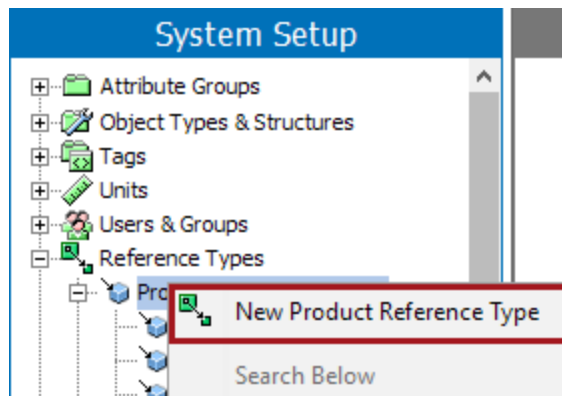 System Setup
Attribute Groups
Object Types & Structures
Tags
Units
Users & Groups
Reference Types
New Product Reference Type
Search Below